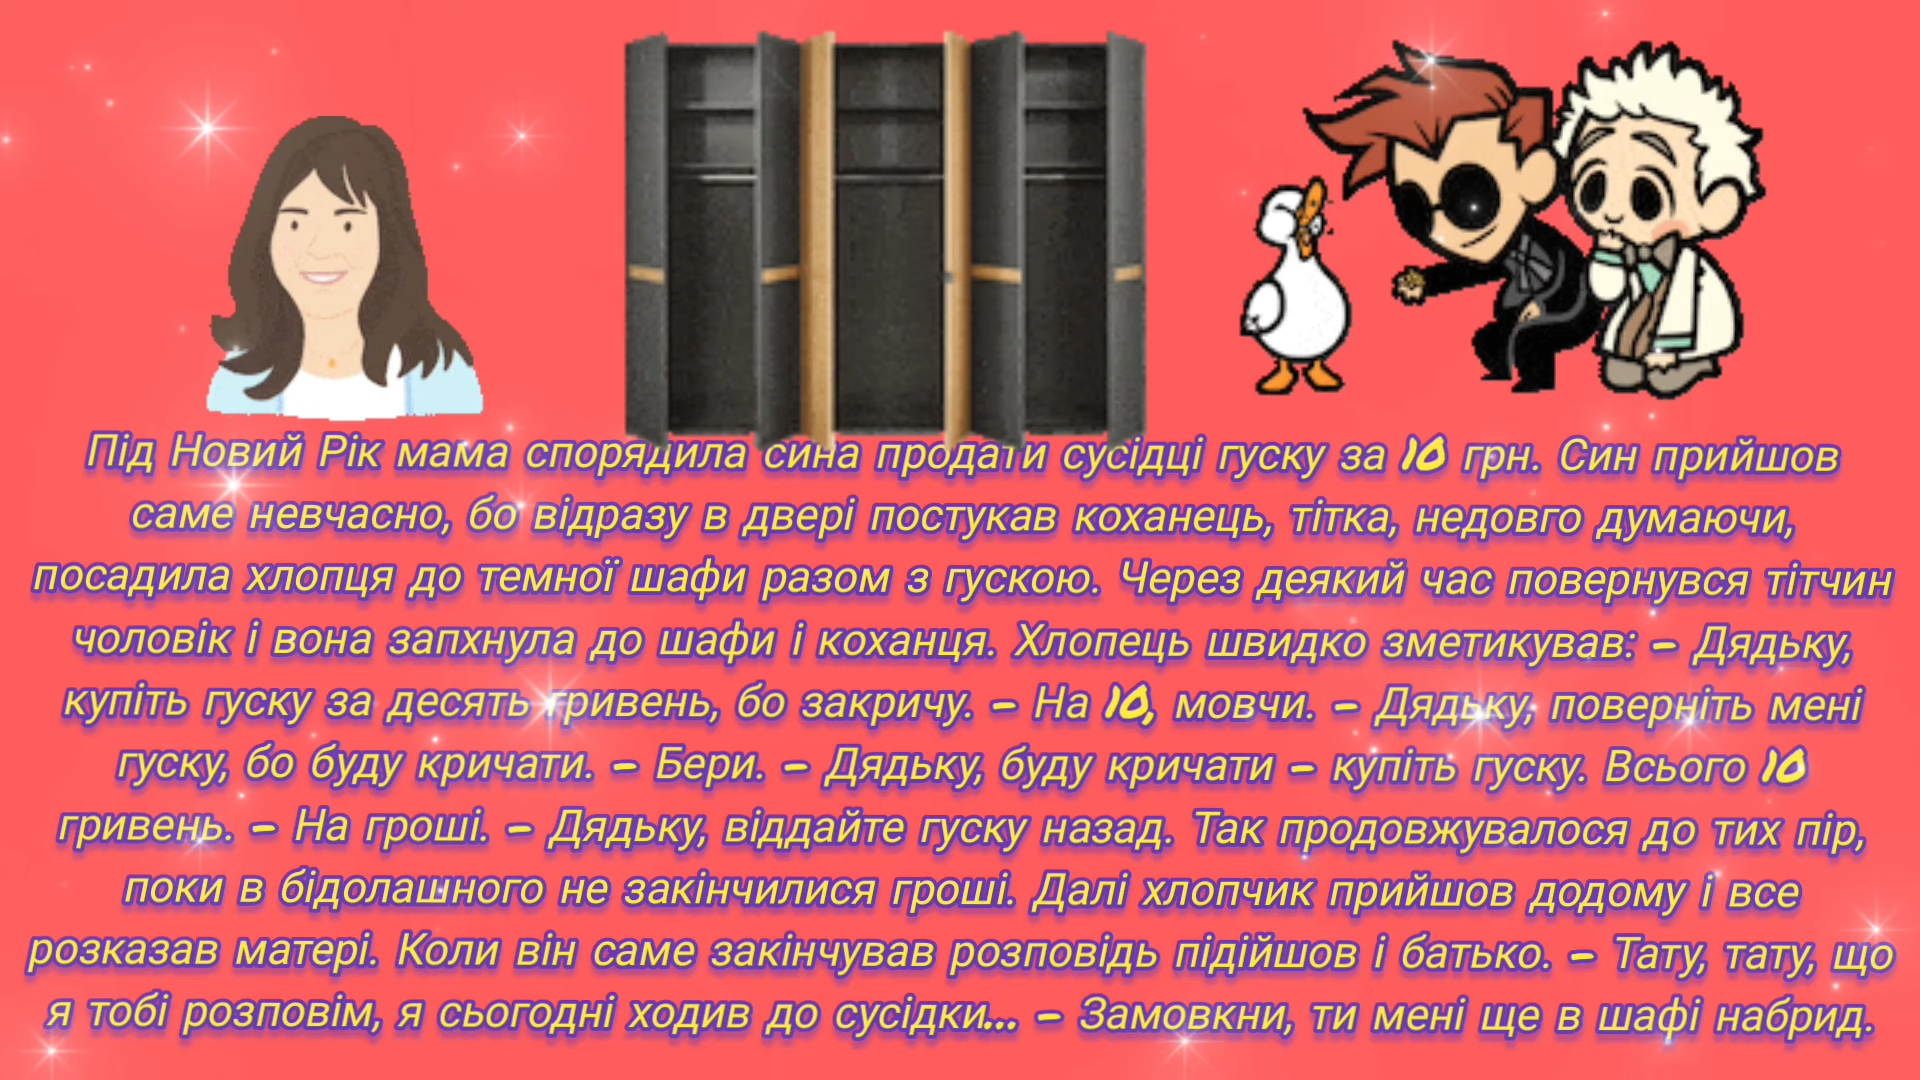 Під Новий Рік мама спорядила сина продати сусідці гуску за 10 грн. Син прийшов
саме невчасно, бо відразу в двері постукав коханець, тітка, недовго думаючи,
посадила хлопця до темної шафи разом з гускою. Через деякий час повернувся тітчин
чоловік і вона запхнула до шафи і коханця. Хлопець швидко зметикував: – Дядьку,
купіть гуску за десять гривень, бо закричу. – На 10, мовчи. – Дядьку, поверніть мені
гуску, бо буду кричати. – Бери. – Дядьку, буду кричати – купіть гуску. Всього 10
гривень. – На гроші. – Дядьку, віддайте гуску назад. Так продовжувалося до тих пір,
поки в бідолашного не закінчилися гроші. Далі хлопчик прийшов додому і все
розказав матері. Коли він саме закінчував розповідь підійшов і батько. – Тату, тату, що
я тобі розповім, я сьогодні ходив до сусідки... – Замовкни, ти мені ще в шафі набрид.